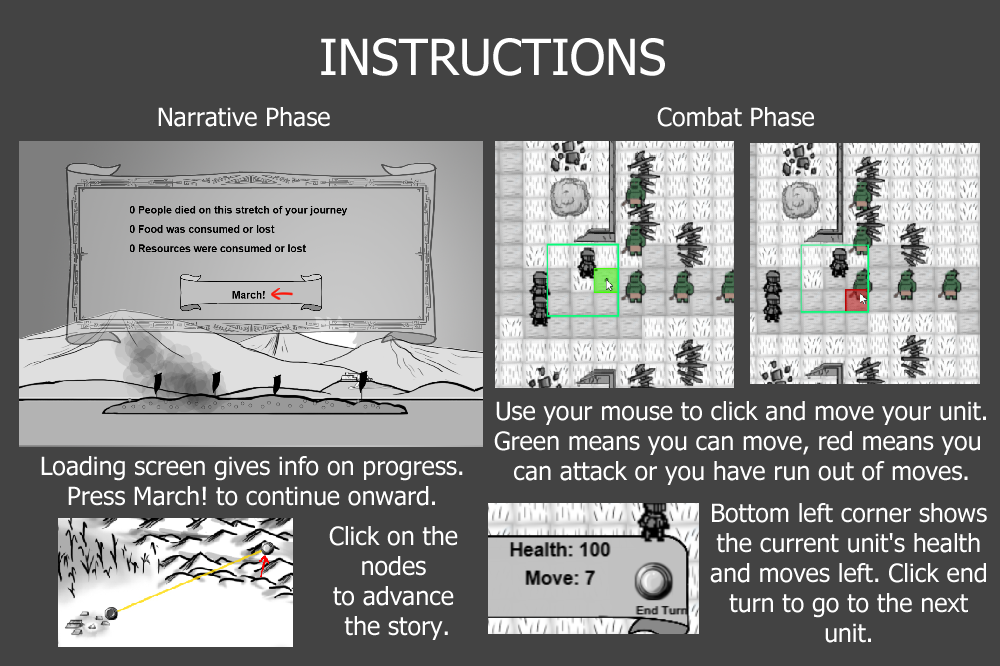 INSTRUCTIONS
Narrative Phase
0 People died on this stretch of your journey
0 Food was consumed or lost
0 Resources were consumed or lost
March!
Loading screen gives info on progress.
Press March! to continue onward.
Click on the
nodes
to advance
the story.
Combat Phase
Use your mouse to click and move your unit.
Green means you can move, red means you
can attack or you have run out of moves.
Health: 100
Move: 7
End Turn
Bottom left corner shows
the current unit's health
and moves left. Click end
turn to go to the next
unit.